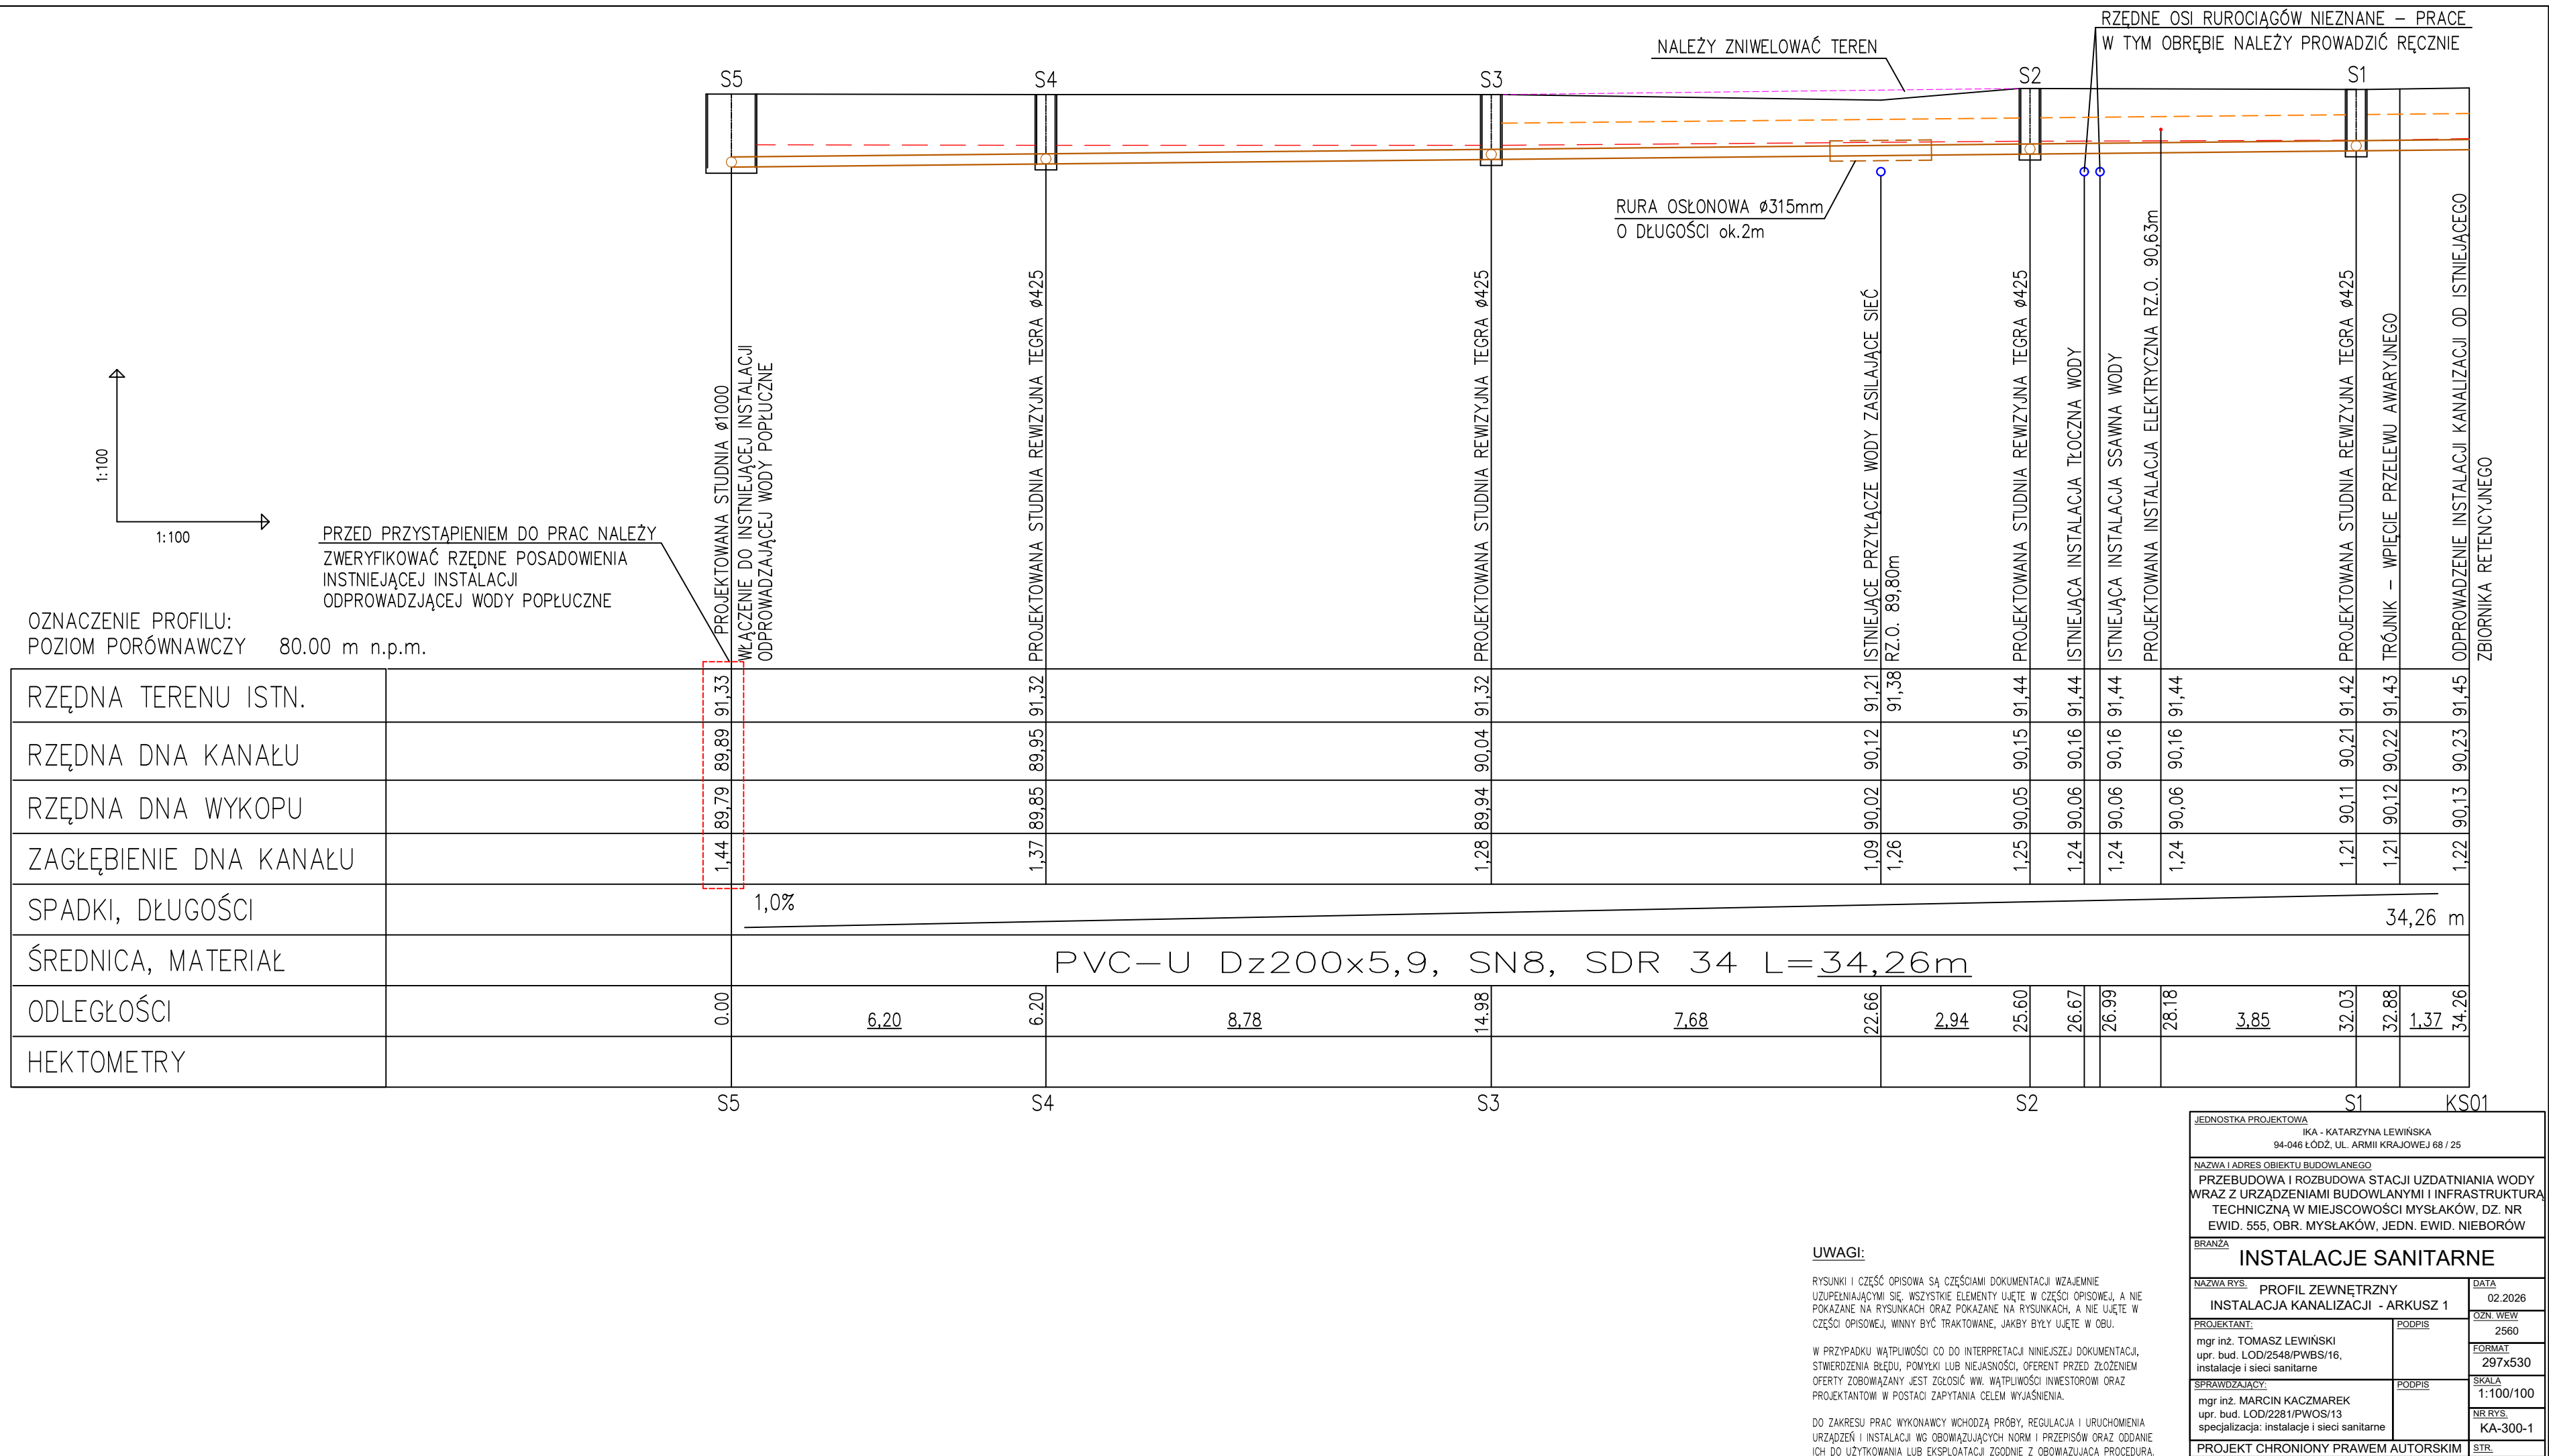 RZĘDNE OSI RUROCIĄGÓW NIEZNANE – PRACE
W TYM OBRĘBIE NALEŻY PROWADZIĆ RĘCZNIE
NALEŻY ZNIWELOWAĆ TEREN
S5 S4 S3 S2 S1
RURA OSŁONOWA ø315mm
O DŁUGOŚCI ok.2m
1:100
1:100
PRZED PRZYSTĄPIENIEM DO PRAC NALEŻY
ZWERYFIKOWAĆ RZĘDNE POSADOWIENIA
INSTNIEJĄCEJ INSTALACJI
ODPROWADZJĄCEJ WODY POPŁUCZNE
PROJEKTOWANA STUDNIA ø1000
WŁĄCZENIE DO INSTNIEJĄCEJ INSTALACJI
ODPROWADZAJĄCEJ WODY POPŁUCZNE
PROJEKTOWANA STUDNIA REWIZYJNA TEGRA ø425
PROJEKTOWANA STUDNIA REWIZYJNA TEGRA ø425
ISTNIEJĄCE PRZYŁĄCZE WODY ZASILAJĄCE SIEĆ
RZ.O. 89,80m
PROJEKTOWANA STUDNIA REWIZYJNA TEGRA ø425
ISTNIEJĄCA INSTALACJA TŁOCZNA WODY
ISTNIEJĄCA INSTALACJA SSAWNA WODY
PROJEKTOWANA INSTALACJA ELEKTRYCZNA RZ.O. 90,63m
PROJEKTOWANA STUDNIA REWIZYJNA TEGRA ø425
TRÓJNIK – WPIĘCIE PRZELEWU AWARYJNEGO
ODPROWADZENIE INSTALACJI KANALIZACJI OD ISTNIEJĄCEGO
ZBIORNIKA RETENCYJNEGO
OZNACZENIE PROFILU:
POZIOM PORÓWNAWCZY 80.00 m n.p.m.
RZĘDNA TERENU ISTN. 91,33 91,32 91,32 91,21 91,38 91,44 91,44 91,44 91,44 91,42 91,43 91,45
RZĘDNA DNA KANAŁU 89,89 89,95 90,04 90,12 90,15 90,16 90,16 90,16 90,21 90,22 90,23
RZĘDNA DNA WYKOPU 89,79 89,85 89,94 90,02 90,05 90,06 90,06 90,06 90,11 90,12 90,13
ZAGŁĘBIENIE DNA KANAŁU 1,44 1,37 1,28 1,09 1,26 1,25 1,24 1,24 1,24 1,21 1,21 1,22
SPADKI, DŁUGOŚCI 1,0% 34,26 m
ŚREDNICA, MATERIAŁ PVC–U Dz200x5,9, SN8, SDR 34 L=34,26m
ODLEGŁOŚCI 0.00 6,20 6.20 8,78 14.98 7,68 22.66 2,94 25.60 26.67 26.99 28.18 3,85 32.03 32.88 1,37 34.26
HEKTOMETRY
S5 S4 S3 S2 S1 KS01
UWAGI:
RYSUNKI I CZĘŚĆ OPISOWA SĄ CZĘŚCIAMI DOKUMENTACJI WZAJEMNIE
UZUPEŁNIAJĄCYMI SIĘ. WSZYSTKIE ELEMENTY UJĘTE W CZĘŚCI OPISOWEJ, A NIE
POKAZANE NA RYSUNKACH ORAZ POKAZANE NA RYSUNKACH, A NIE UJĘTE W
CZĘŚCI OPISOWEJ, WINNY BYĆ TRAKTOWANE, JAKBY BYŁY UJĘTE W OBU.
W PRZYPADKU WĄTPLIWOŚCI CO DO INTERPRETACJI NINIEJSZEJ DOKUMENTACJI,
STWIERDZENIA BŁĘDU, POMYŁKI LUB NIEJASNOŚCI, OFERENT PRZED ZŁOŻENIEM
OFERTY ZOBOWIĄZANY JEST ZGŁOSIĆ WW. WĄTPLIWOŚCI INWESTOROWI ORAZ
PROJEKTANTOWI W POSTACI ZAPYTANIA CELEM WYJAŚNIENIA.
DO ZAKRESU PRAC WYKONAWCY WCHODZĄ PRÓBY, REGULACJA I URUCHOMIENIA
URZĄDZEŃ I INSTALACJI WG OBOWIĄZUJĄCYCH NORM I PRZEPISÓW ORAZ ODDANIE
ICH DO UŻYTKOWANIA LUB EKSPLOATACJI ZGODNIE Z OBOWIĄZUJĄCĄ PROCEDURĄ.
JEDNOSTKA PROJEKTOWA
IKA - KATARZYNA LEWIŃSKA
94-046 ŁÓDŹ, UL. ARMII KRAJOWEJ 68 / 25
NAZWA I ADRES OBIEKTU BUDOWLANEGO
PRZEBUDOWA I ROZBUDOWA STACJI UZDATNIANIA WODY
WRAZ Z URZĄDZENIAMI BUDOWLANYMI I INFRASTRUKTURĄ
TECHNICZNĄ W MIEJSCOWOŚCI MYSŁAKÓW, DZ. NR
EWID. 555, OBR. MYSŁAKÓW, JEDN. EWID. NIEBORÓW
BRANŻA
INSTALACJE SANITARNE
NAZWA RYS. PROFIL ZEWNĘTRZNY
INSTALACJA KANALIZACJI - ARKUSZ 1
DATA
02.2026
OZN. WEW
2560
PROJEKTANT: PODPIS
mgr inż. TOMASZ LEWIŃSKI
upr. bud. LOD/2548/PWBS/16,
instalacje i sieci sanitarne
FORMAT
297x530
SPRAWDZAJĄCY: PODPIS
mgr inż. MARCIN KACZMAREK
upr. bud. LOD/2281/PWOS/13
specjalizacja: instalacje i sieci sanitarne
SKALA
1:100/100
NR RYS.
KA-300-1
PROJEKT CHRONIONY PRAWEM AUTORSKIM STR.